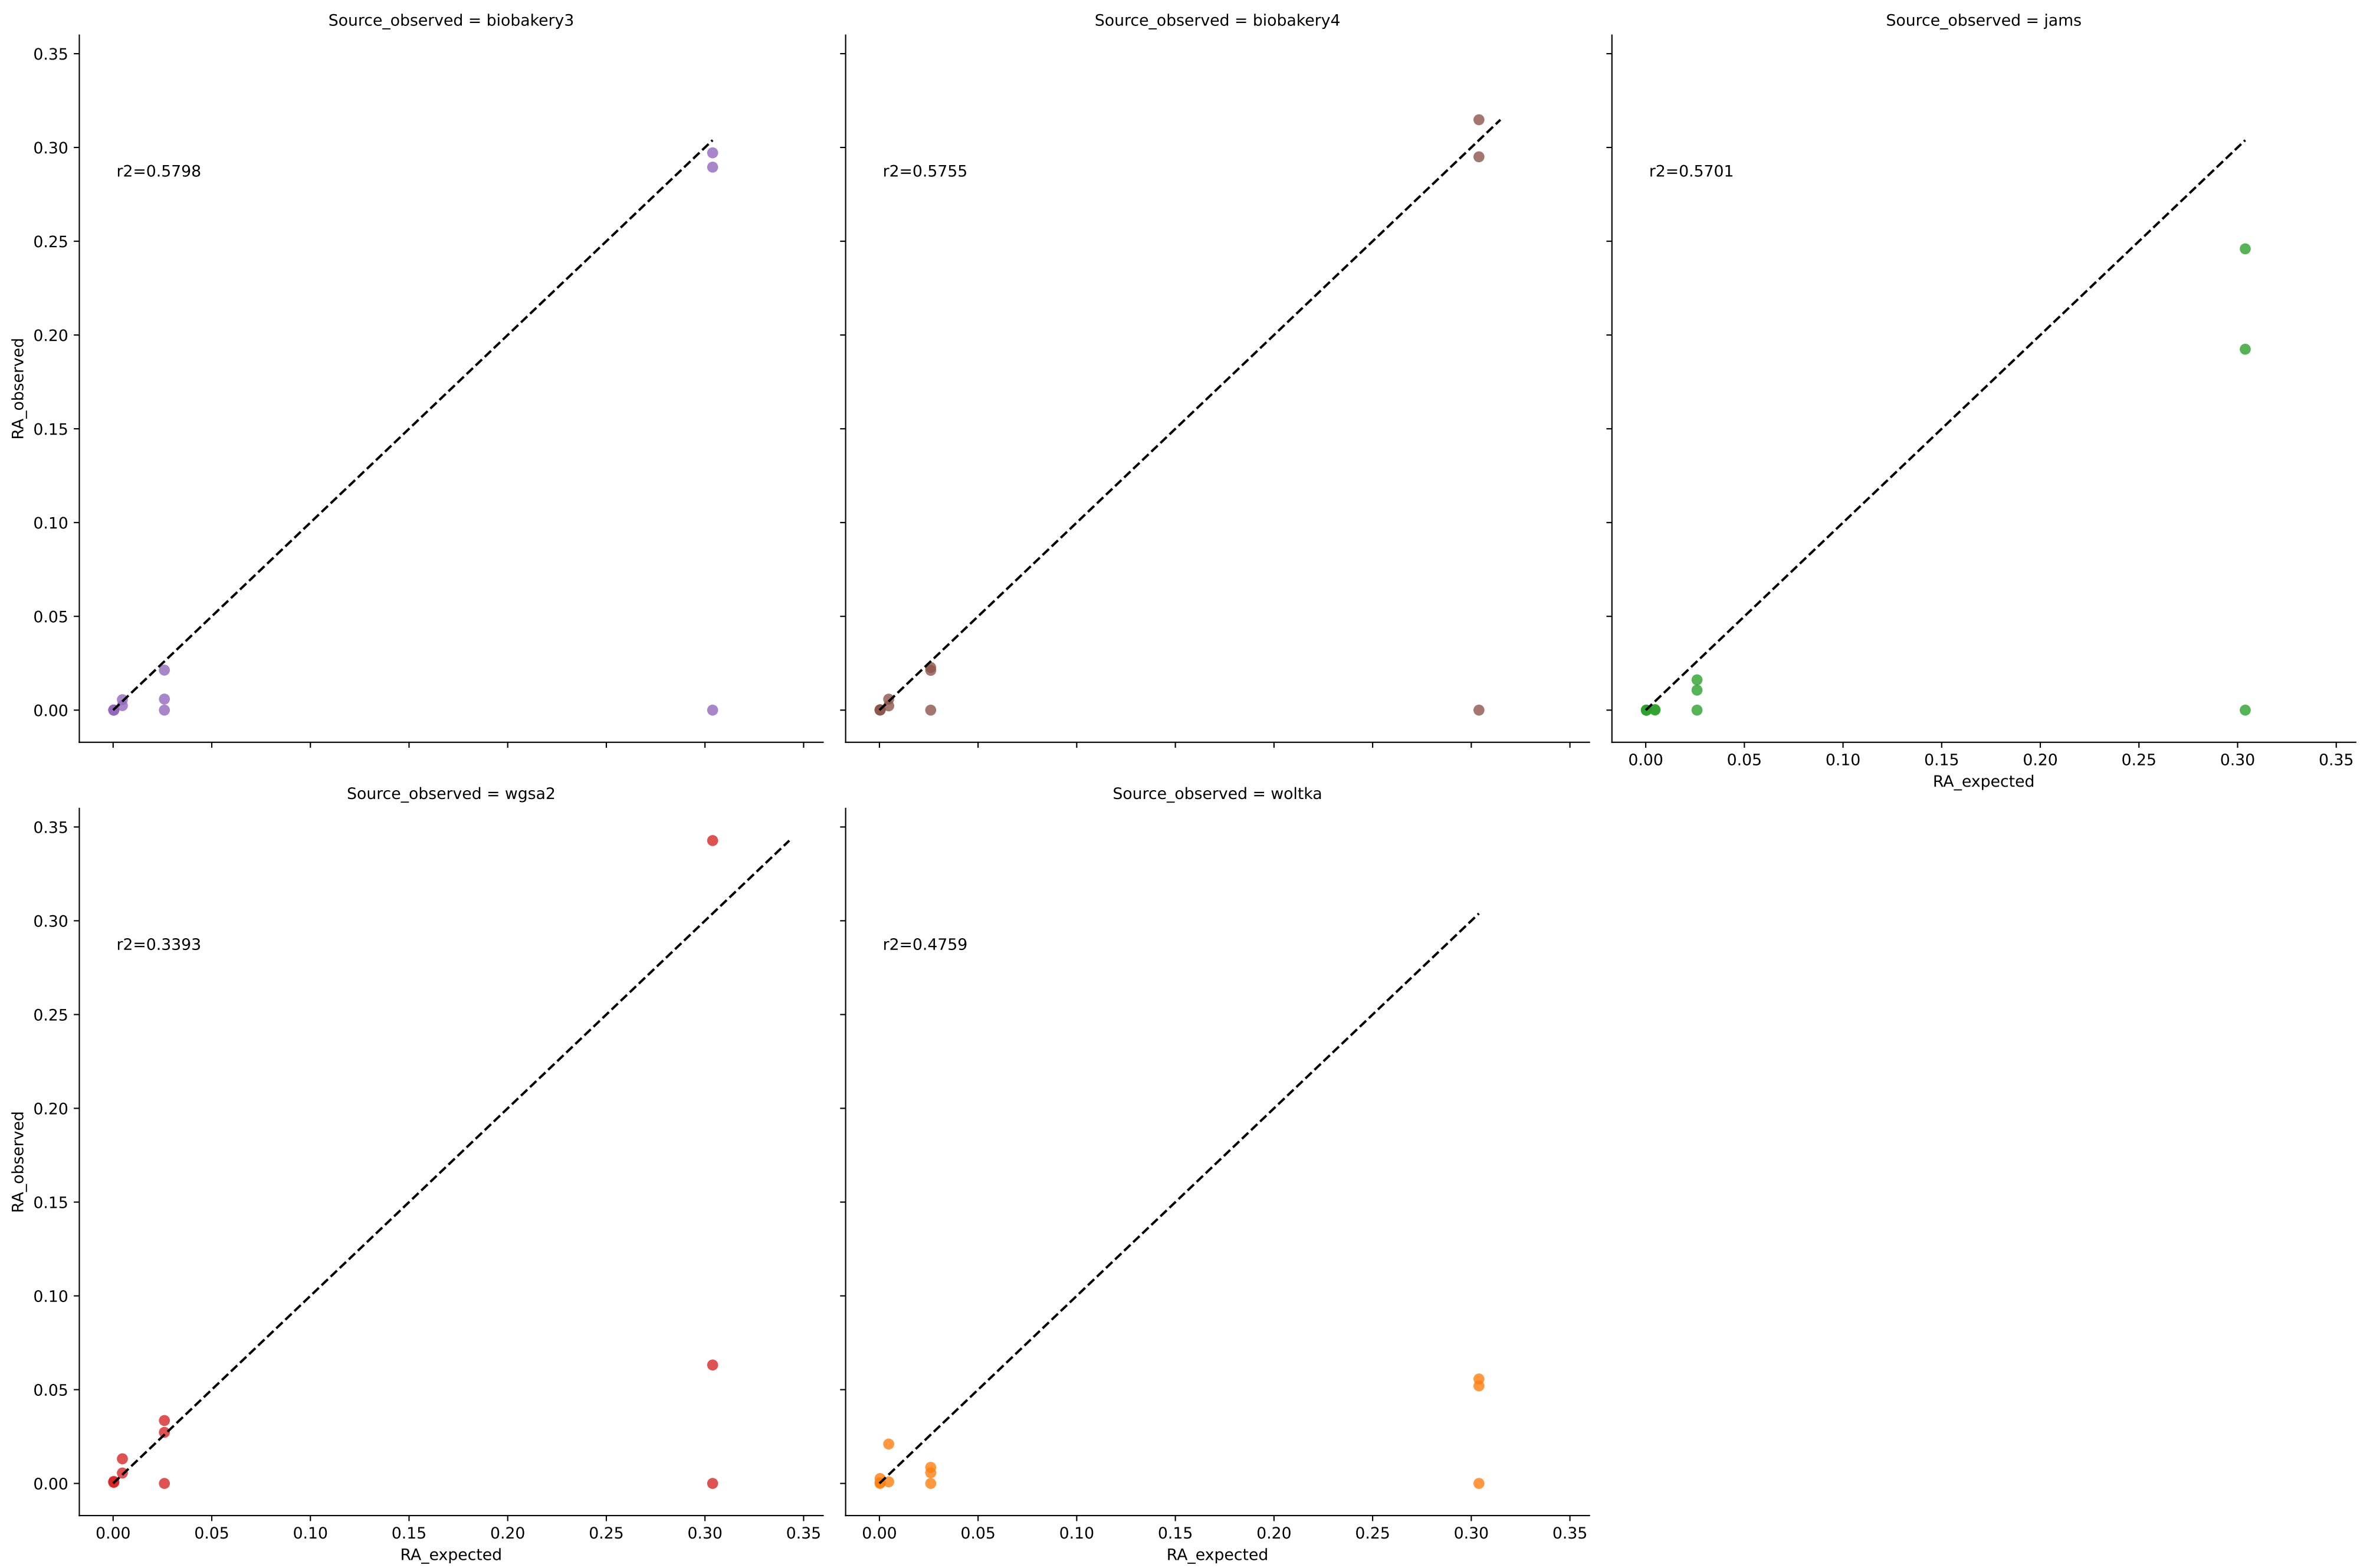 Source_observed = biobakery3
Source_observed = biobakery4
Source_observed = jams
0.35
0.30
0.25
0.20
0.15
0.10
0.05
0.00
RA_observed
r2=0.5798
r2=0.5755
r2=0.5701
0.00 0.05 0.10 0.15 0.20 0.25 0.30 0.35
RA_expected
Source_observed = wgsa2
Source_observed = woltka
0.35
0.30
0.25
0.20
0.15
0.10
0.05
0.00
RA_observed
r2=0.3393
r2=0.4759
0.00 0.05 0.10 0.15 0.20 0.25 0.30 0.35
RA_expected
0.00 0.05 0.10 0.15 0.20 0.25 0.30 0.35
RA_expected